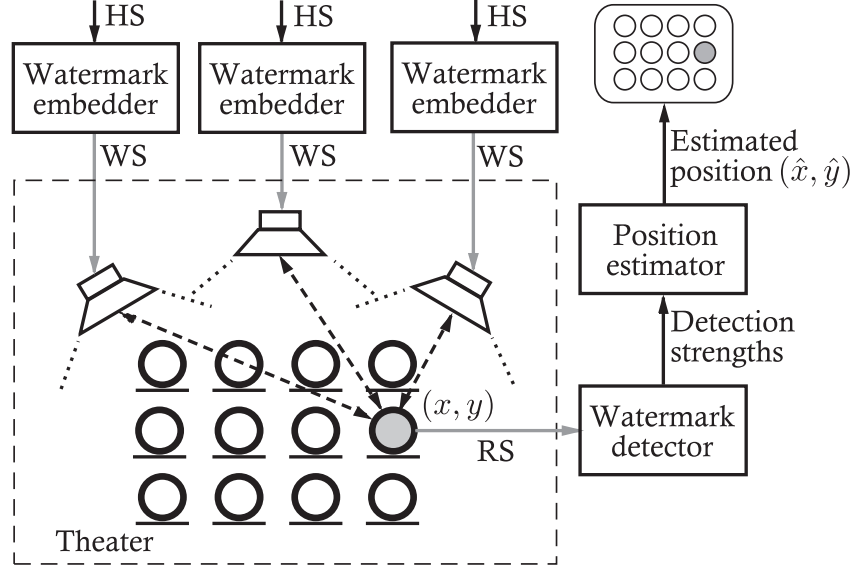 HS
HS
HS
Watermark
embedder
Watermark
embedder
Watermark
embedder
WS
WS
WS
Estimated
position (x̂, ŷ)
Position
estimator
Detection
strengths
(x, y)
Watermark
detector
RS
Theater